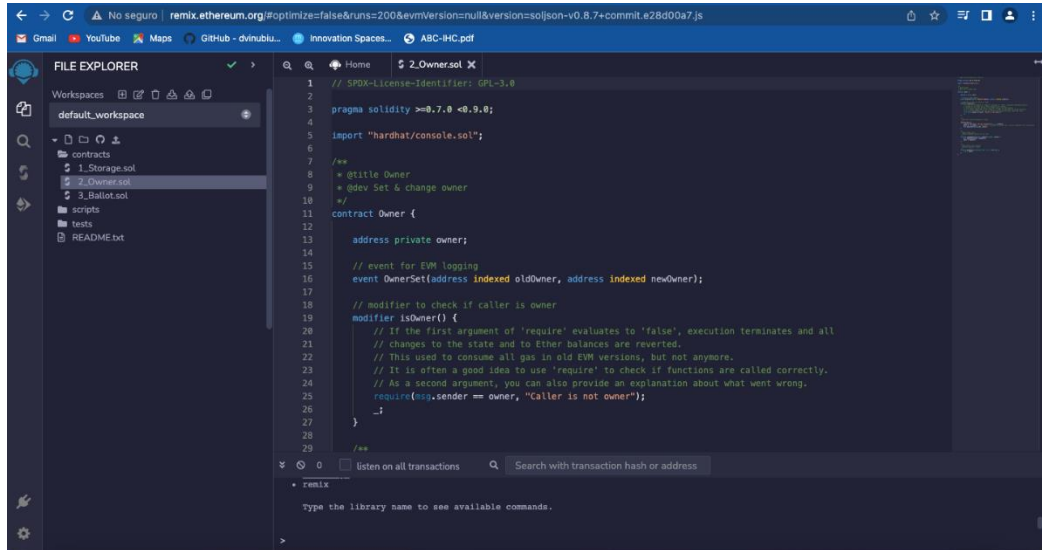 No seguro | remix.ethereum.org/#optimize=false&runs=200&evmVersion=null&version=soljson-v0.8.7+commit.e28d00a7.js
Gmail YouTube Maps GitHub - dvinubiu... Innovation Spaces... ABC-IHC.pdf
FILE EXPLORER
Workspaces
default_workspace
contracts
1_Storage.sol
2_Owner.sol
3_Ballot.sol
scripts
tests
README.txt
Home 2_Owner.sol
1 // SPDX-License-Identifier: GPL-3.0
2
3 pragma solidity >=0.7.0 <0.9.0;
4
5 import "hardhat/console.sol";
6
7 /**
8 * @title Owner
9 * @dev Set & change owner
10 */
11 contract Owner {
12
13 address private owner;
14
15 // event for EVM logging
16 event OwnerSet(address indexed oldOwner, address indexed newOwner);
17
18 // modifier to check if caller is owner
19 modifier isOwner() {
20 // If the first argument of 'require' evaluates to 'false', execution terminates and all
21 // changes to the state and to Ether balances are reverted.
22 // This used to consume all gas in old EVM versions, but not anymore.
23 // It is often a good idea to use 'require' to check if functions are called correctly.
24 // As a second argument, you can also provide an explanation about what went wrong.
25 require(msg.sender == owner, "Caller is not owner");
26 _;
27 }
28
29 /**
0 listen on all transactions Search with transaction hash or address
• remix
Type the library name to see available commands.
>